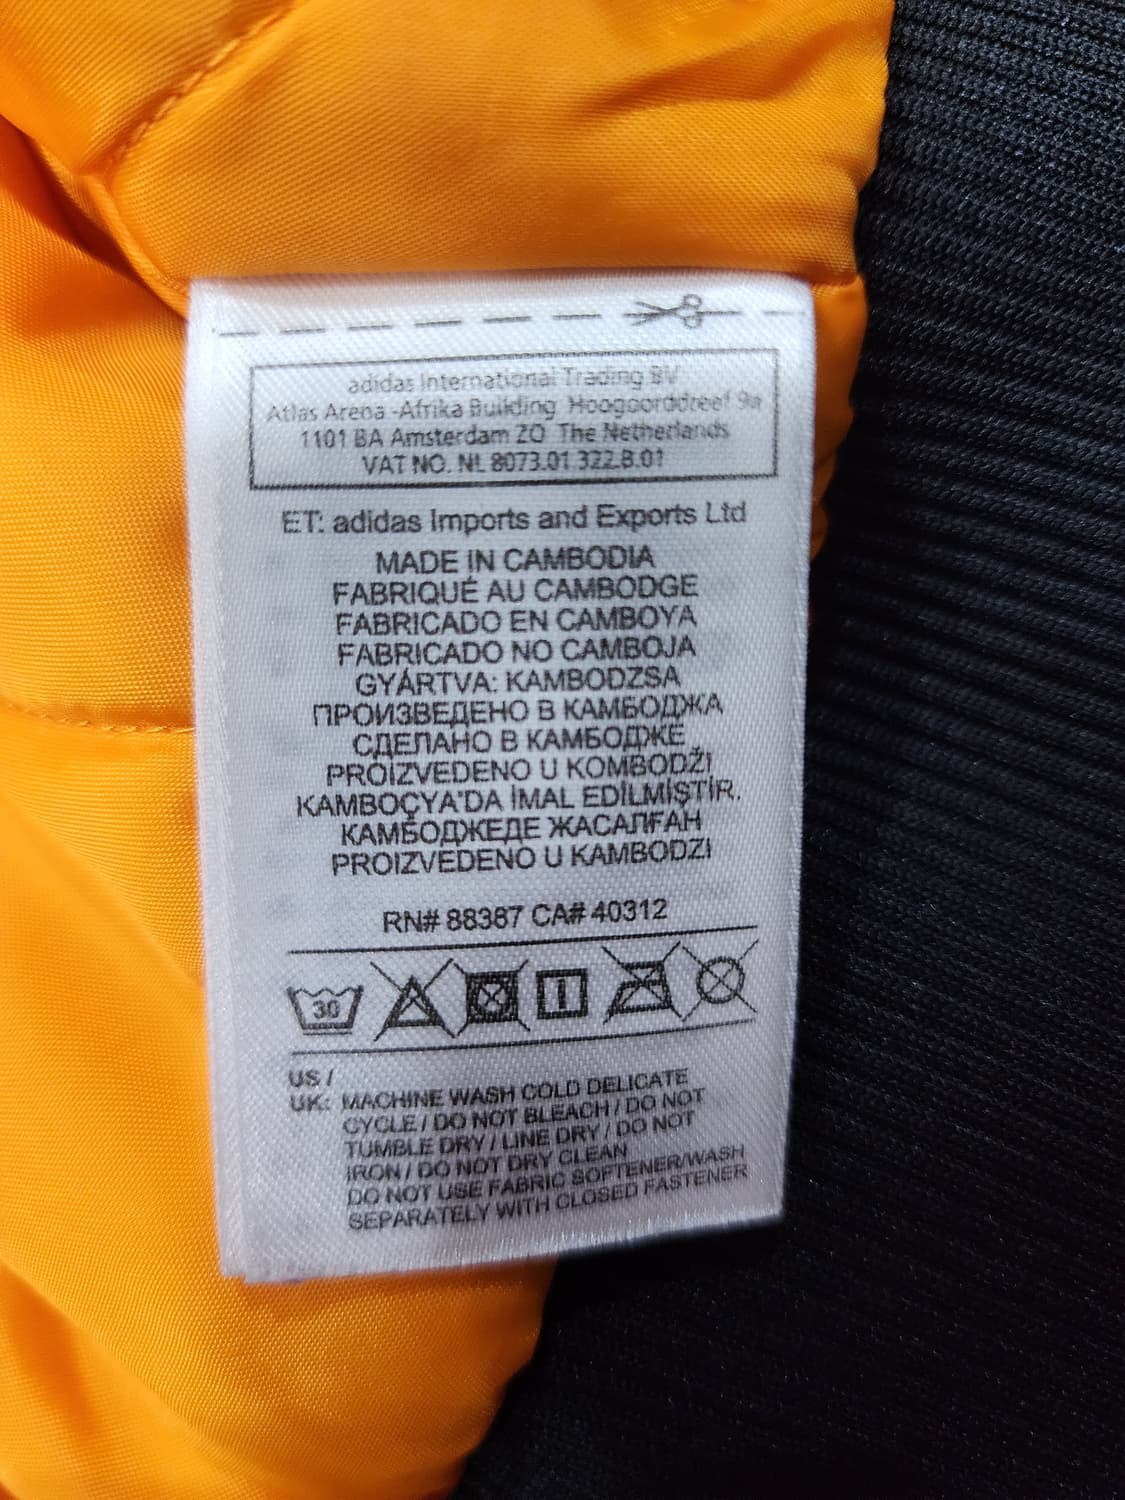 adidas International Trading BV
Atlas Arena -Afrika Building Hoogoorddreef 9a
1101 BA Amsterdam ZO The Netherlands
VAT NO. NL 8073.01.322.B.01
ET: adidas Imports and Exports Ltd
MADE IN CAMBODIA
FABRIQUÉ AU CAMBODGE
FABRICADO EN CAMBOYA
FABRICADO NO CAMBOJA
GYÁRTVA: KAMBODZSA
ПРОИЗВЕДЕНО В КАМБОДЖА
СДЕЛАНО В КАМБОДЖЕ
PROIZVEDENO U KOMBODŽI
KAMBOÇYA'DA İMAL EDİLMİŞTİR.
КАМБОДЖЕДЕ ЖАСАЛҒАН
PROIZVEDENO U KAMBODZI
RN# 88387 CA# 40312
30
US /
UK: MACHINE WASH COLD DELICATE
CYCLE / DO NOT BLEACH / DO NOT
TUMBLE DRY / LINE DRY / DO NOT
IRON / DO NOT DRY CLEAN
DO NOT USE FABRIC SOFTENER/WASH
SEPARATELY WITH CLOSED FASTENER